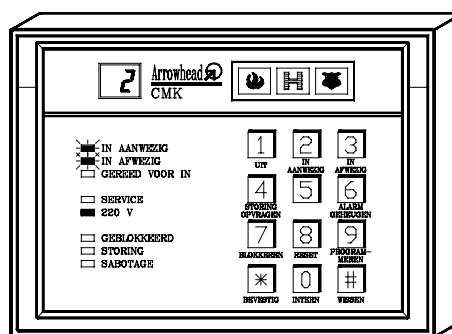 2
Arrowhead
CMK
IN AANWEZIG
IN AFWEZIG
GEREED VOOR IN
SERVICE
220 V
GEBLOKKEERD
STORING
SABOTAGE
1 2 3
UIT IN AANWEZIG IN AFWEZIG
4 5 6
STORING OPVRAGEN ALARM GEHEUGEN
7 8 9
BLOKKEREN RESET PROGRAM-MEREN
* 0 #
BEVESTIG INTERN WISSEN